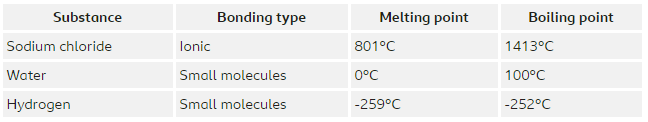 Substance Bonding type Melting point Boiling point
Sodium chloride Ionic 801°C 1413°C
Water Small molecules 0°C 100°C
Hydrogen Small molecules -259°C -252°C